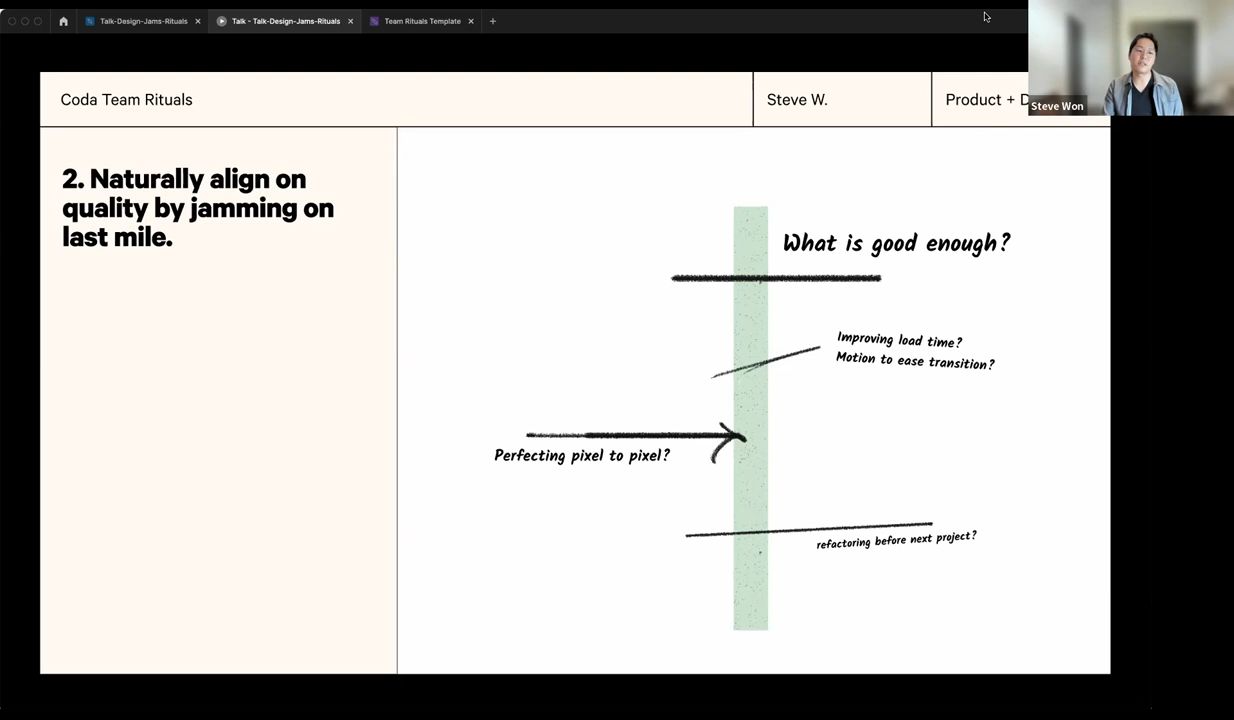 Talk-Design-Jams-Rituals
Talk - Talk-Design-Jams-Rituals
Team Rituals Template
Steve Won
Coda Team Rituals
Steve W.
Product +
2. Naturally align on
quality by jamming on
last mile.
What is good enough?
Improving load time?
Motion to ease transition?
Perfecting pixel to pixel?
refactoring before next project?